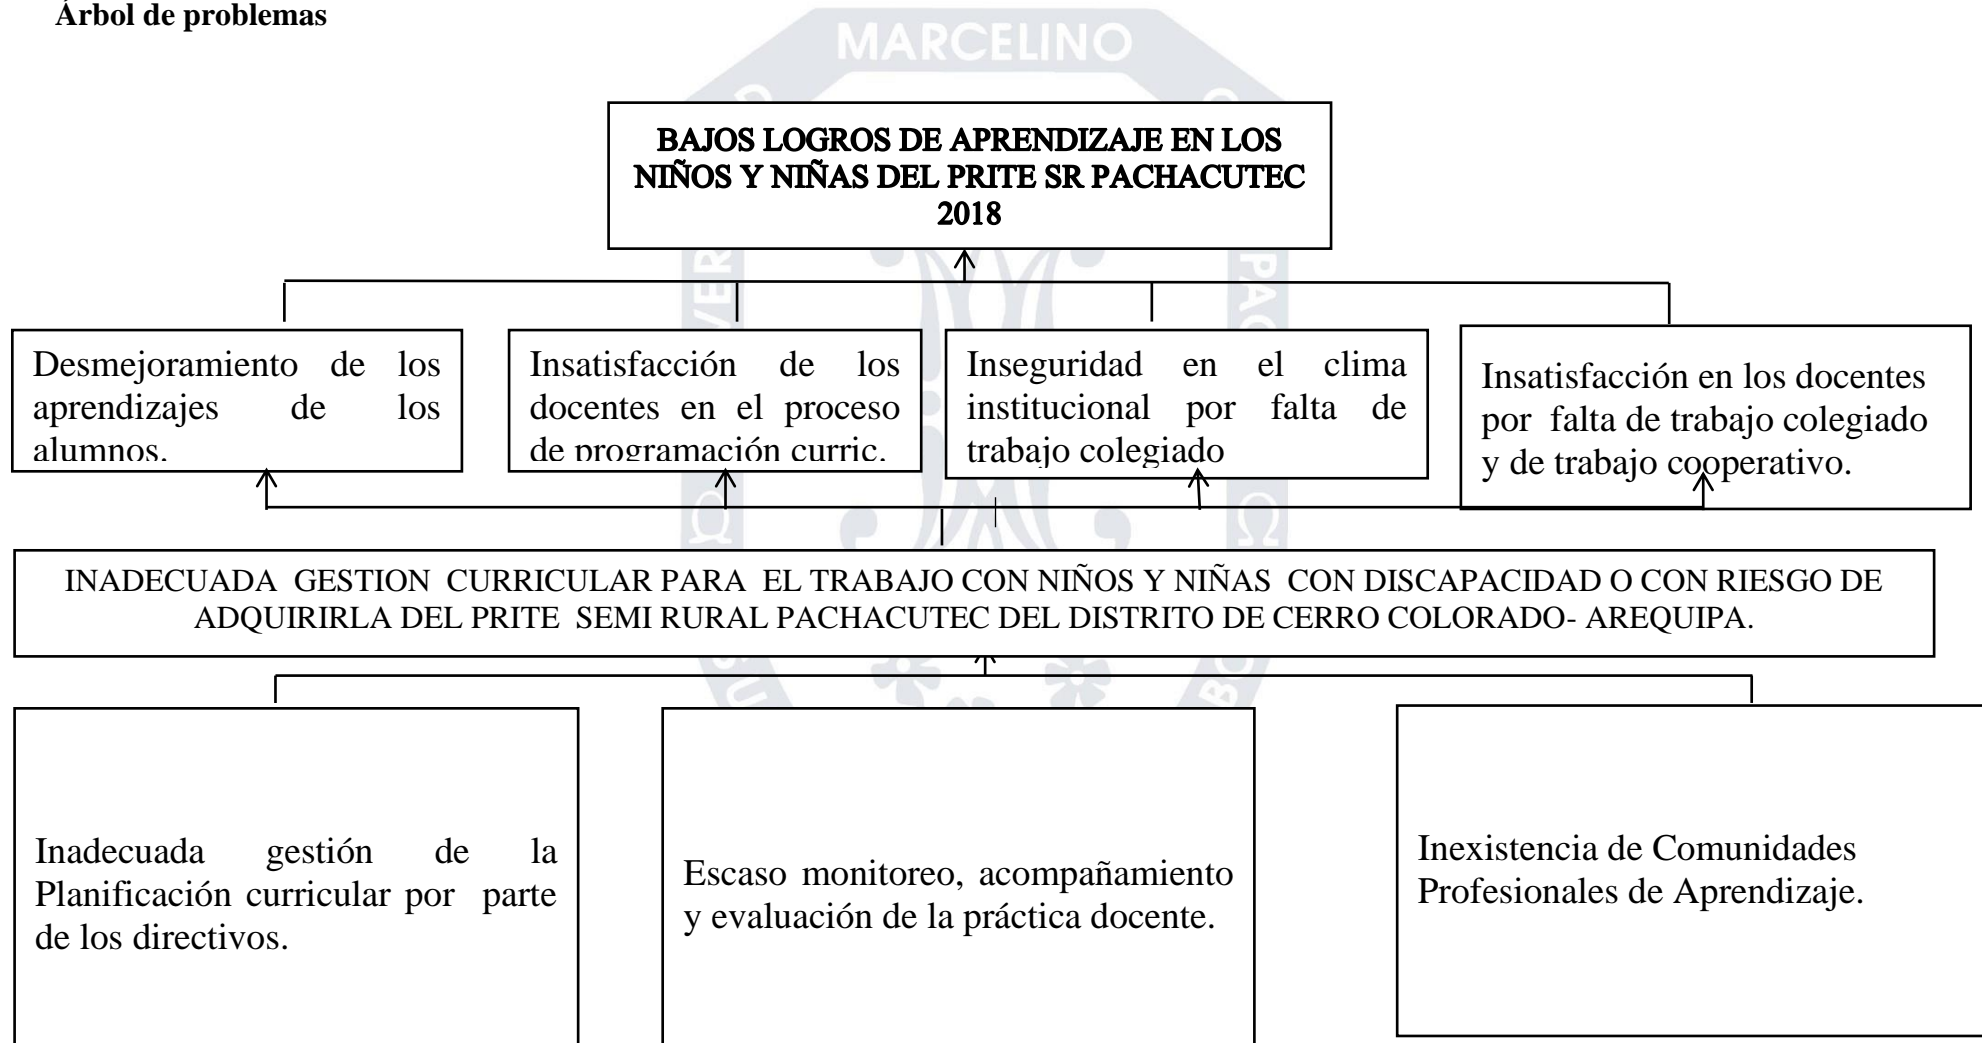 Árbol de problemas
MARCELINO
BAJOS LOGROS DE APRENDIZAJE EN LOS
NIÑOS Y NIÑAS DEL PRITE SR PACHACUTEC
2018
Desmejoramiento de los
aprendizajes de los
alumnos.
Insatisfacción de los
docentes en el proceso
de programación curric.
Inseguridad en el clima
institucional por falta de
trabajo colegiado
Insatisfacción en los docentes
por falta de trabajo colegiado
y de trabajo cooperativo.
INADECUADA GESTION CURRICULAR PARA EL TRABAJO CON NIÑOS Y NIÑAS CON DISCAPACIDAD O CON RIESGO DE
ADQUIRIRLA DEL PRITE SEMI RURAL PACHACUTEC DEL DISTRITO DE CERRO COLORADO- AREQUIPA.
Inadecuada gestión de la
Planificación curricular por parte
de los directivos.
Escaso monitoreo, acompañamiento
y evaluación de la práctica docente.
Inexistencia de Comunidades
Profesionales de Aprendizaje.